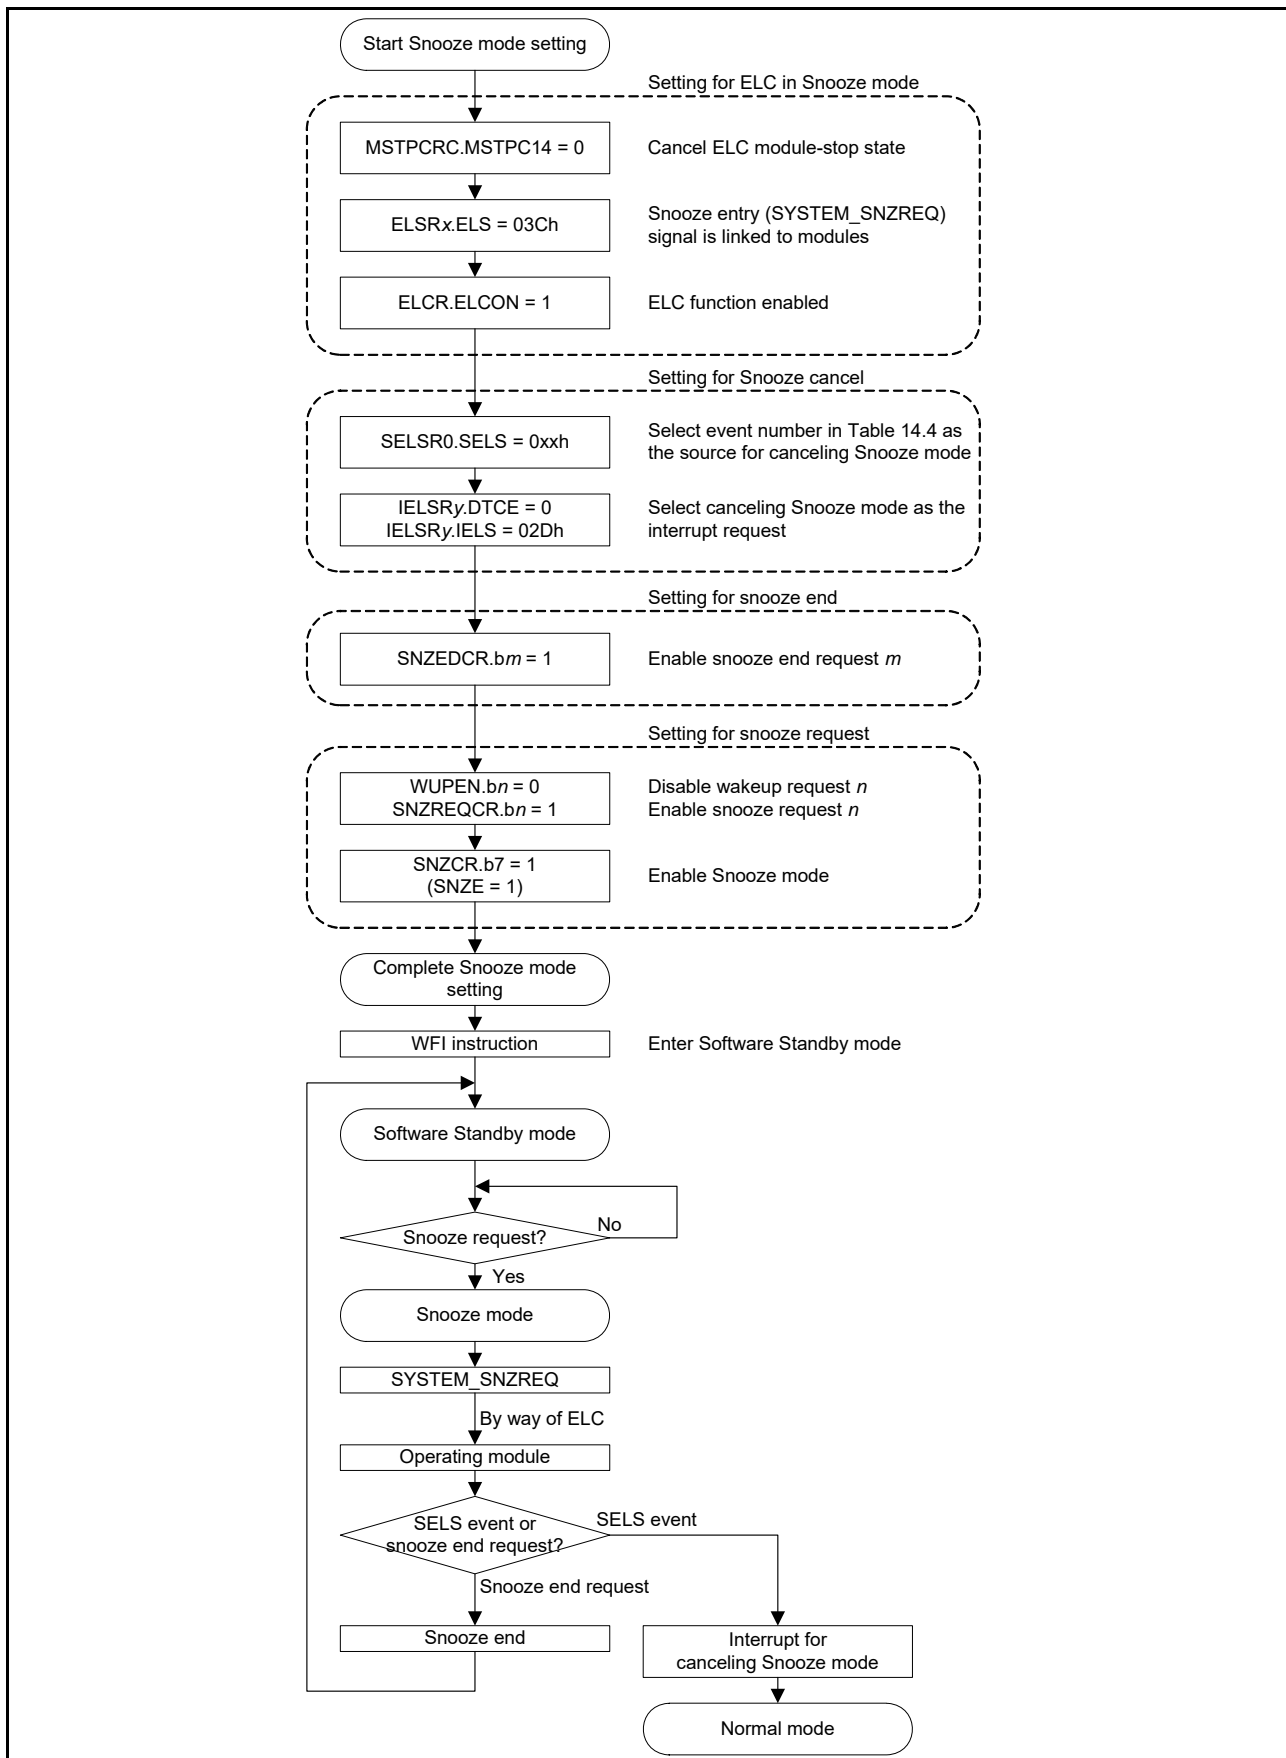 Start Snooze mode setting
Setting for ELC in Snooze mode
MSTPCRC.MSTPC14 = 0
Cancel ELC module-stop state
ELSRx.ELS = 03Ch
Snooze entry (SYSTEM_SNZREQ)
signal is linked to modules
ELCR.ELCON = 1
ELC function enabled
Setting for Snooze cancel
SELSR0.SELS = 0xxh
Select event number in Table 14.4 as
the source for canceling Snooze mode
IELSRy.DTCE = 0
IELSRy.IELS = 02Dh
Select canceling Snooze mode as the
interrupt request
Setting for snooze end
SNZEDCR.bm = 1
Enable snooze end request m
Setting for snooze request
WUPEN.bn = 0
SNZREQCR.bn = 1
Disable wakeup request n
Enable snooze request n
SNZCR.b7 = 1
(SNZE = 1)
Enable Snooze mode
Complete Snooze mode
setting
WFI instruction
Enter Software Standby mode
Software Standby mode
Snooze request?
No
Yes
Snooze mode
SYSTEM_SNZREQ
By way of ELC
Operating module
SELS event or
snooze end request?
SELS event
Snooze end request
Snooze end
Interrupt for
canceling Snooze mode
Normal mode